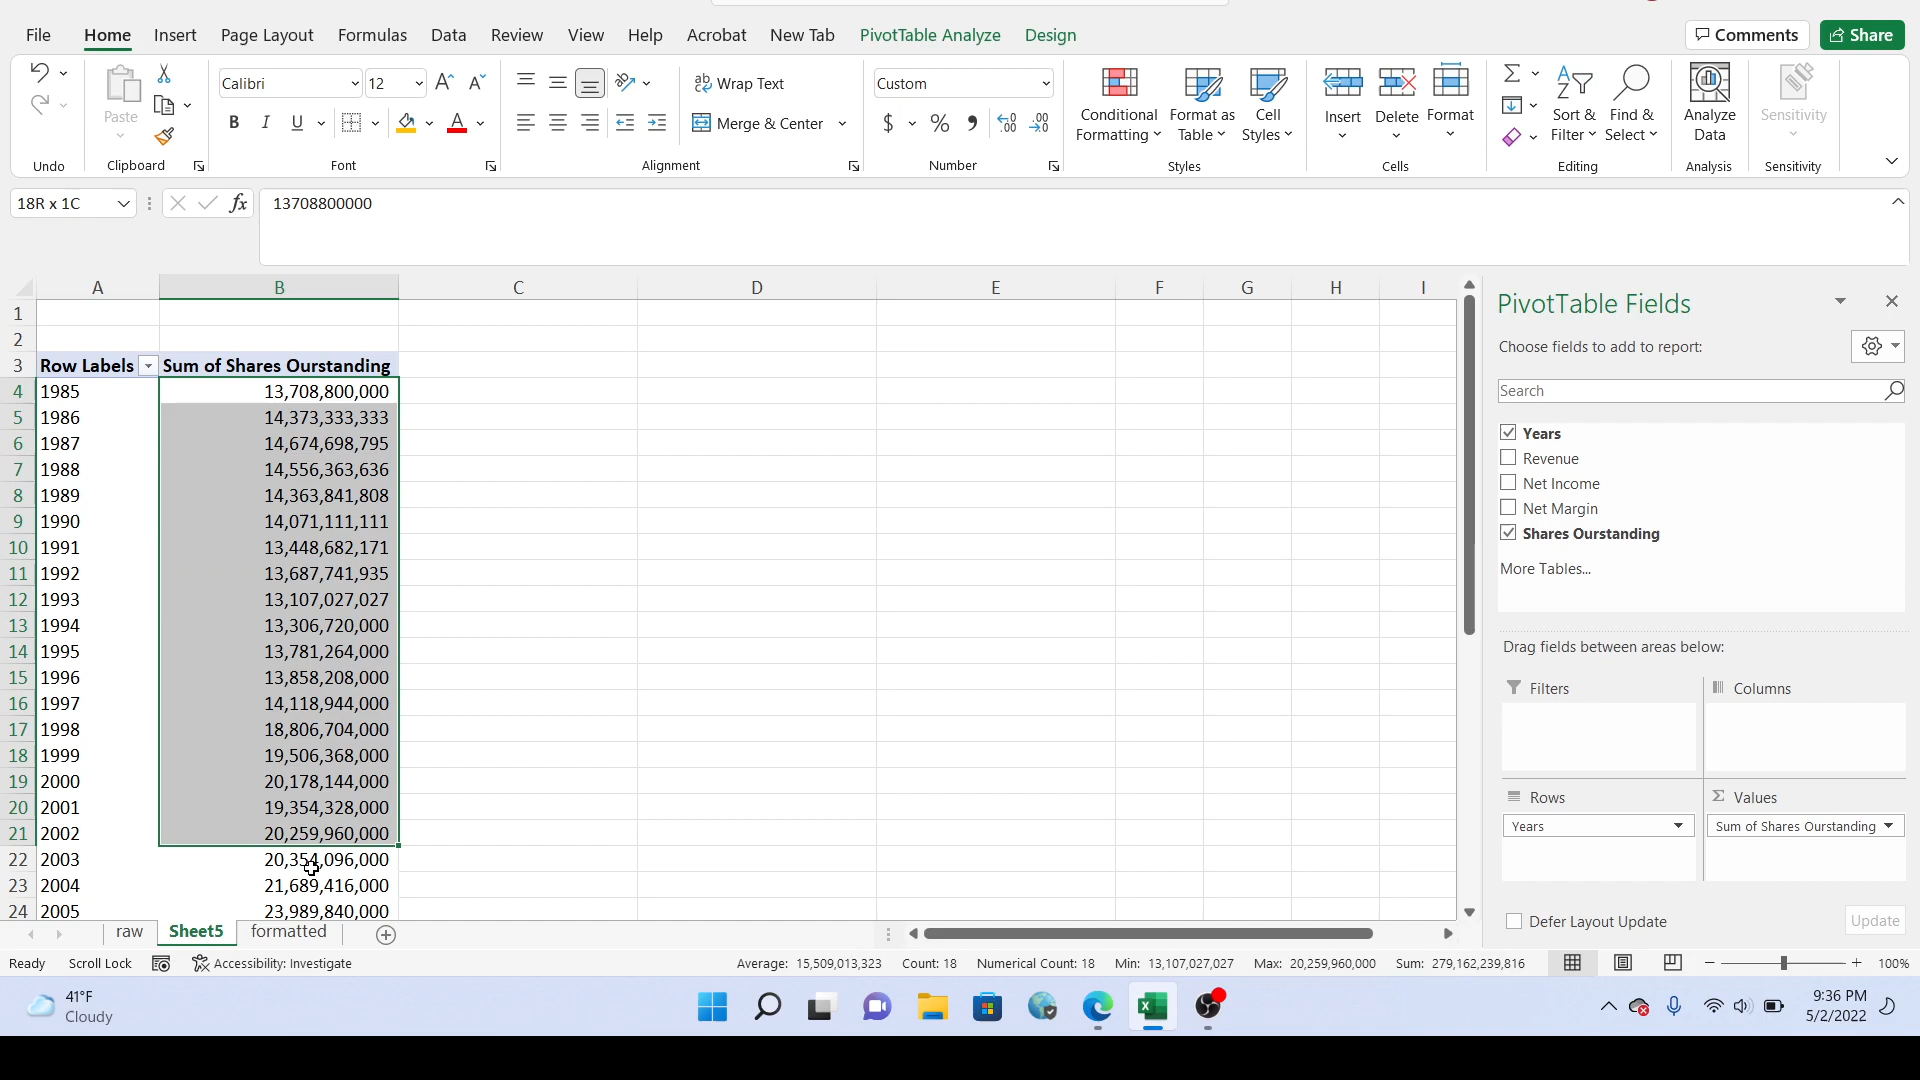 File Home Insert Page Layout Formulas Data Review View Help Acrobat New Tab PivotTable Analyze Design Comments Share
Paste
Calibri 12
B I U
Wrap Text
Merge & Center
Custom
$ % 9
Conditional Formatting
Format as Table
Cell Styles
Insert Delete Format
Sort & Filter
Find & Select
Analyze Data
Sensitivity
Undo Clipboard Font Alignment Number Styles Cells Editing Analysis Sensitivity
18R x 1C fx 13708800000
A B C D E F G H I
1
2
3 Row Labels Sum of Shares Ourstanding
4 1985 13,708,800,000
5 1986 14,373,333,333
6 1987 14,674,698,795
7 1988 14,556,363,636
8 1989 14,363,841,808
9 1990 14,071,111,111
10 1991 13,448,682,171
11 1992 13,687,741,935
12 1993 13,107,027,027
13 1994 13,306,720,000
14 1995 13,781,264,000
15 1996 13,858,208,000
16 1997 14,118,944,000
17 1998 18,806,704,000
18 1999 19,506,368,000
19 2000 20,178,144,000
20 2001 19,354,328,000
21 2002 20,259,960,000
22 2003 20,354,096,000
23 2004 21,689,416,000
24 2005 23,989,840,000
PivotTable Fields
Choose fields to add to report:
Search
Years
Revenue
Net Income
Net Margin
Shares Ourstanding
More Tables...
Drag fields between areas below:
Filters Columns
Rows Values
Years Sum of Shares Ourstanding
Defer Layout Update Update
raw Sheet5 formatted
Ready Scroll Lock Accessibility: Investigate Average: 15,509,013,323 Count: 18 Numerical Count: 18 Min: 13,107,027,027 Max: 20,259,960,000 Sum: 279,162,239,816 100%
41°F
Cloudy
9:36 PM
5/2/2022